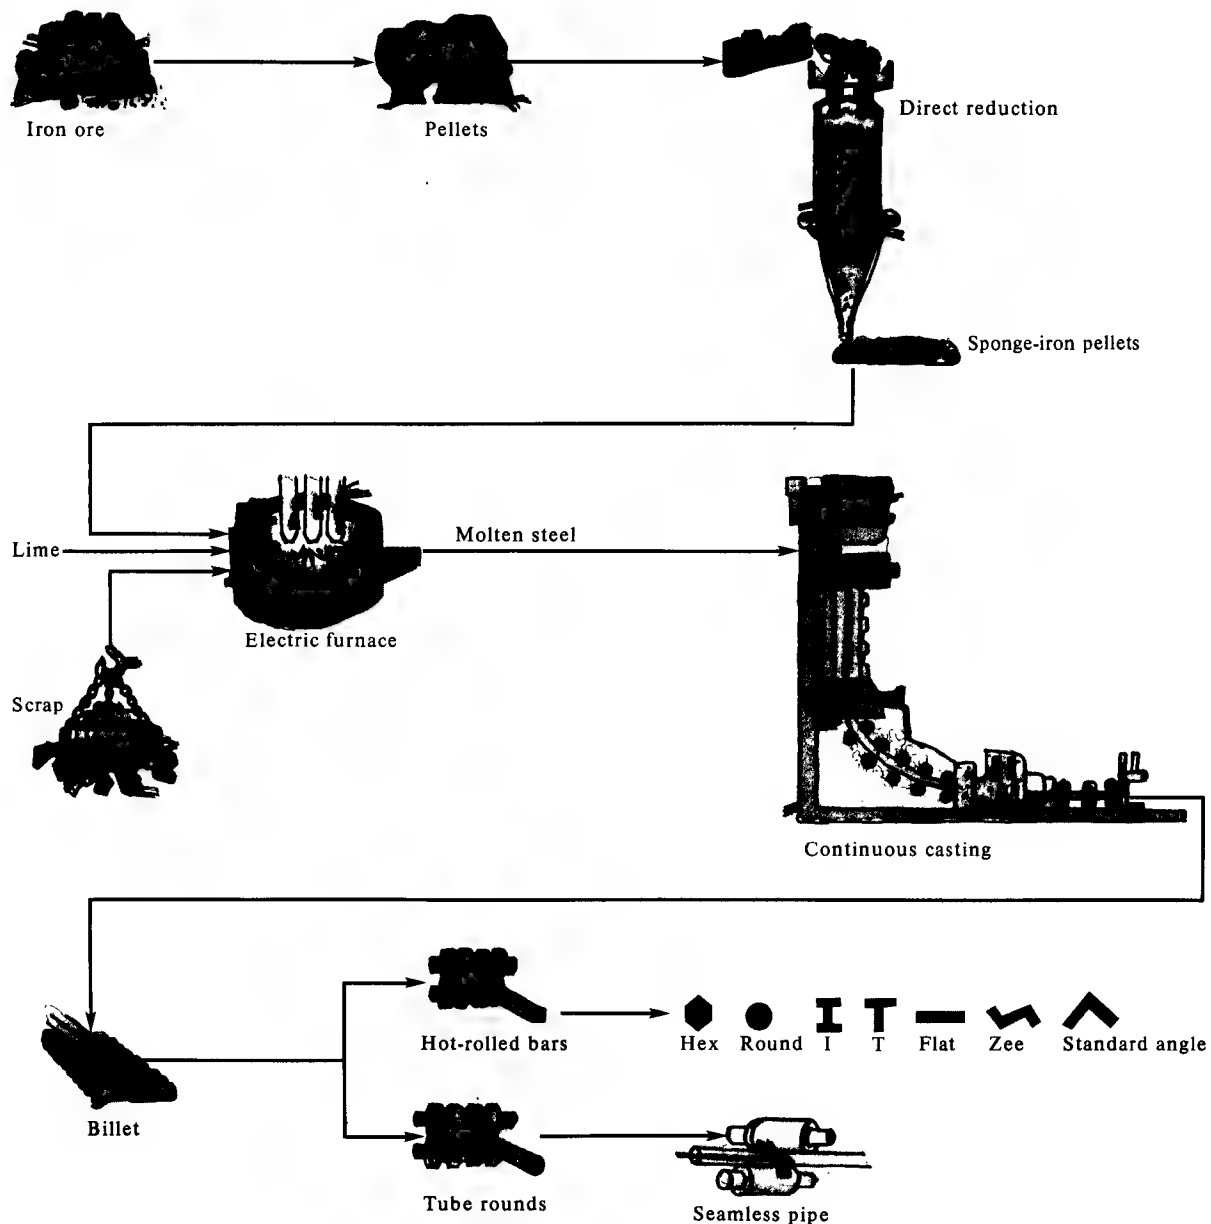 Iron ore
Pellets
Direct reduction
Sponge-iron pellets
Lime
Molten steel
Electric furnace
Scrap
Continuous casting
Hot-rolled bars
Hex
Round
I
T
Flat
Zee
Standard angle
Billet
Tube rounds
Seamless pipe